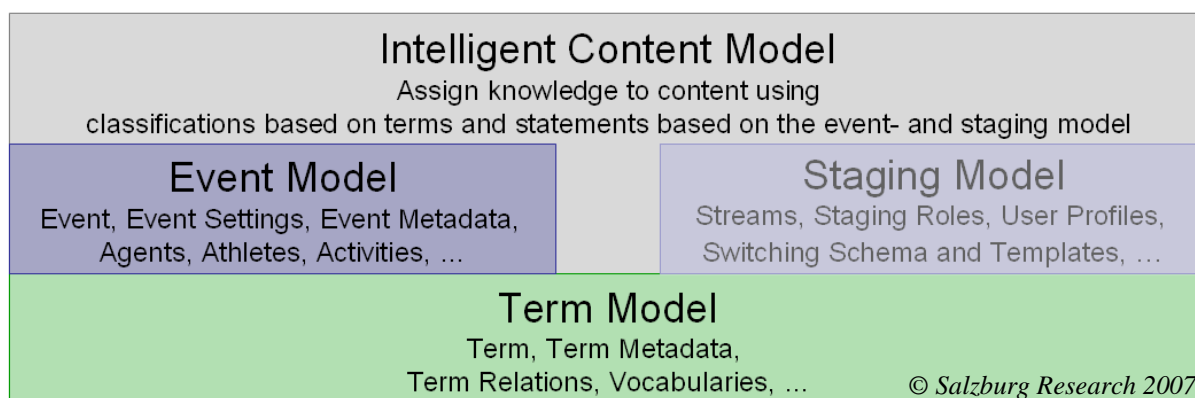 Intelligent Content Model
Assign knowledge to content using
classifications based on terms and statements based on the event- and staging model
Event Model
Event, Event Settings, Event Metadata,
Agents, Athletes, Activities, ...
Staging Model
Streams, Staging Roles, User Profiles,
Switching Schema and Templates, ...
Term Model
Term, Term Metadata,
Term Relations, Vocabularies, ...
© Salzburg Research 2007